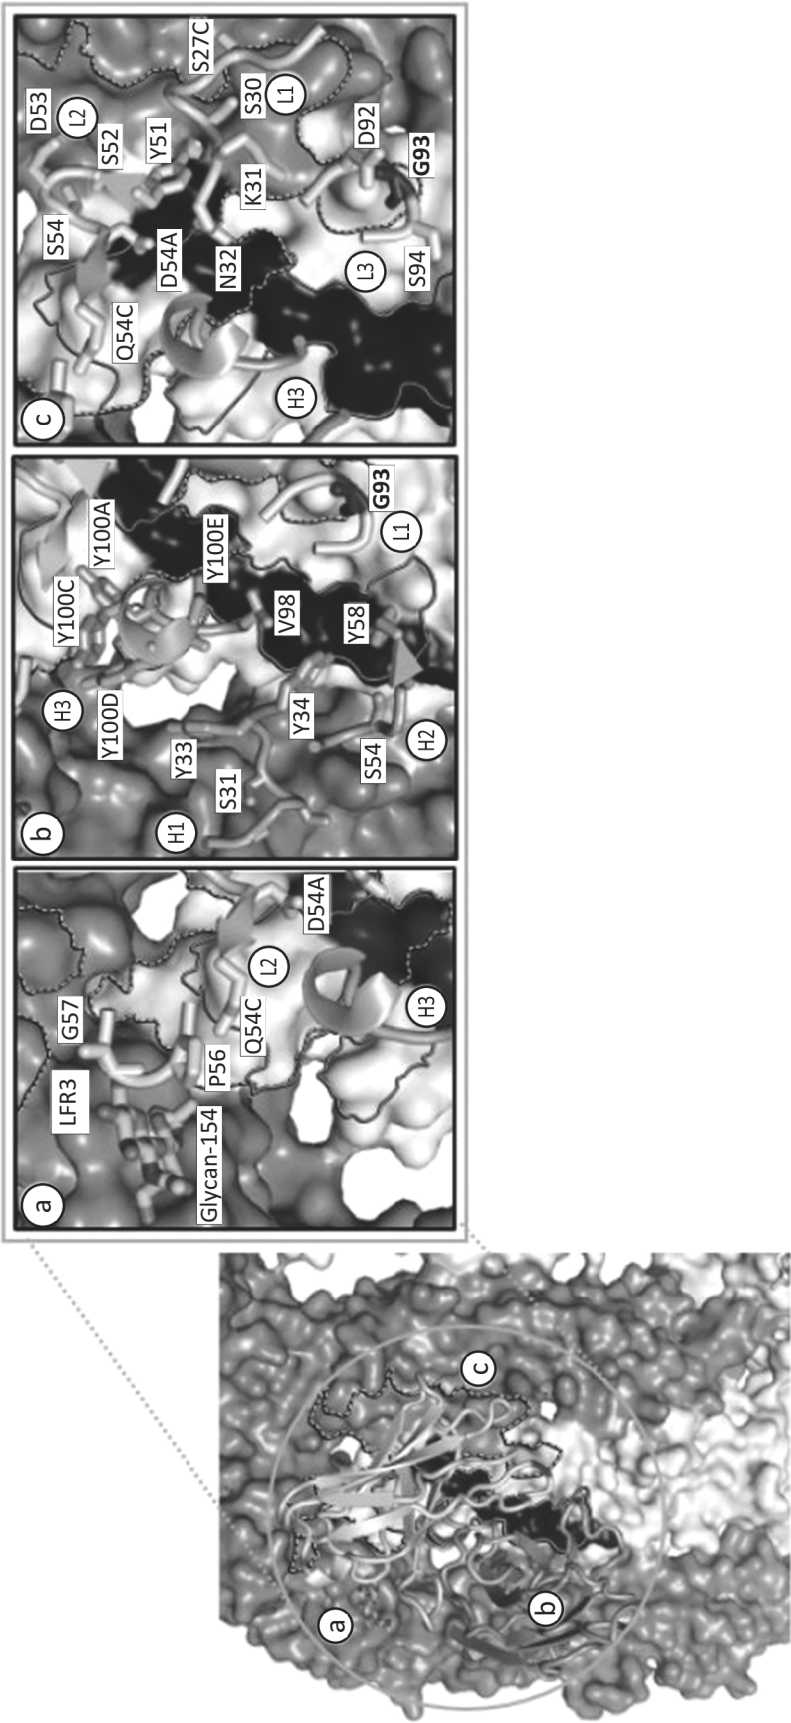 a
LFR3
G57
Glycan-154
P56
Q54C
L2
D54A
H3
b
H3
Y100C
Y100A
Y100D
Y100E
H1
Y33
S31
V98
Y34
Y58
S54
G93
L1
H2
c
S27C
D53
L2
S52
Y51
S30
L1
D92
S54
K31
G93
D54A
N32
Q54C
L3
S94
H3
a
b
c